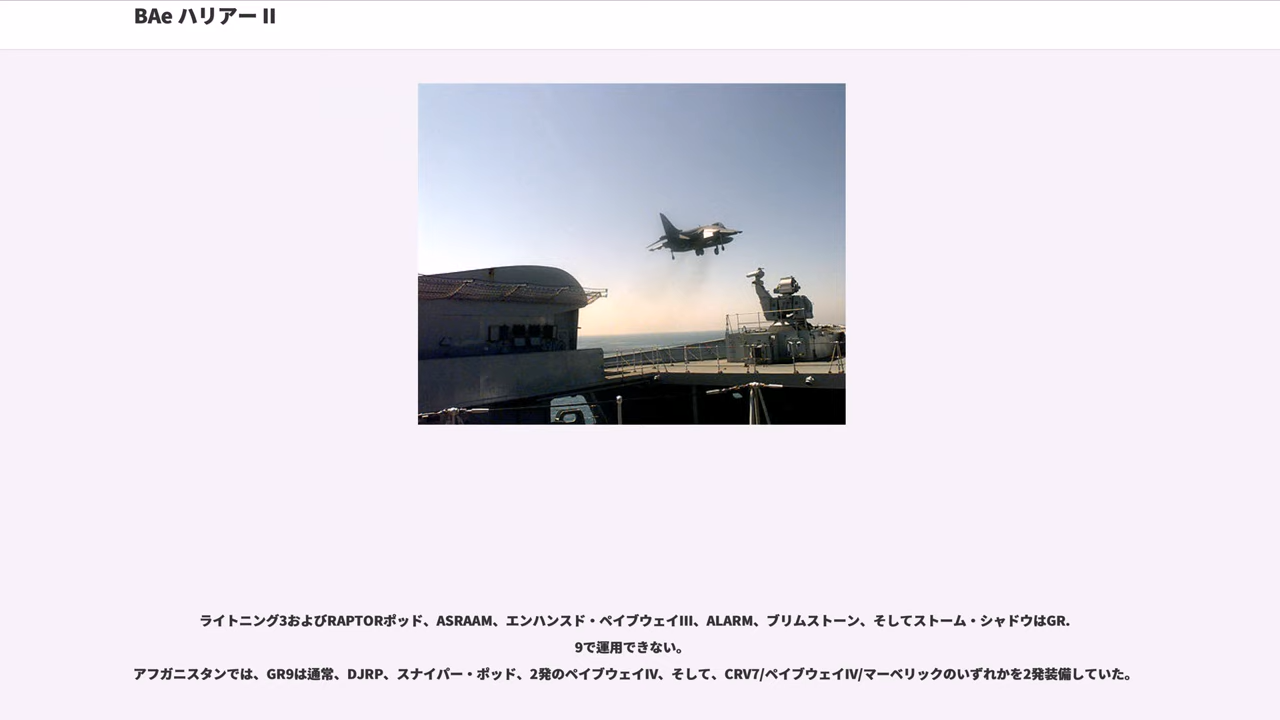 BAe ハリアー II
ライトニング3およびRAPTORポッド、ASRAAM、エンハンスド・ペイブウェイIII、ALARM、ブリムストーン、そしてストーム・シャドウはGR.
9で運用できない。
アフガニスタンでは、GR9は通常、DJRP、スナイパー・ポッド、2発のペイブウェイIV、そして、CRV7/ペイブウェイIV/マーベリックのいずれかを2発装備していた。